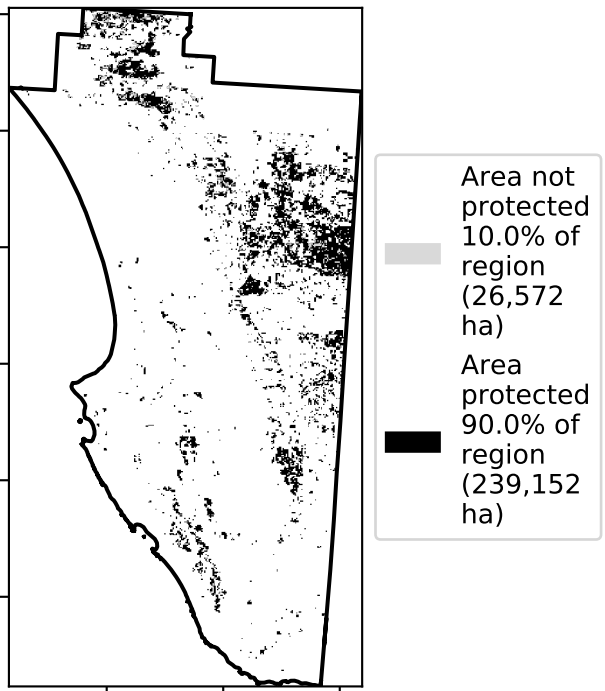 Area not
protected
10.0% of
region
(26,572
ha)
Area
protected
90.0% of
region
(239,152
ha)